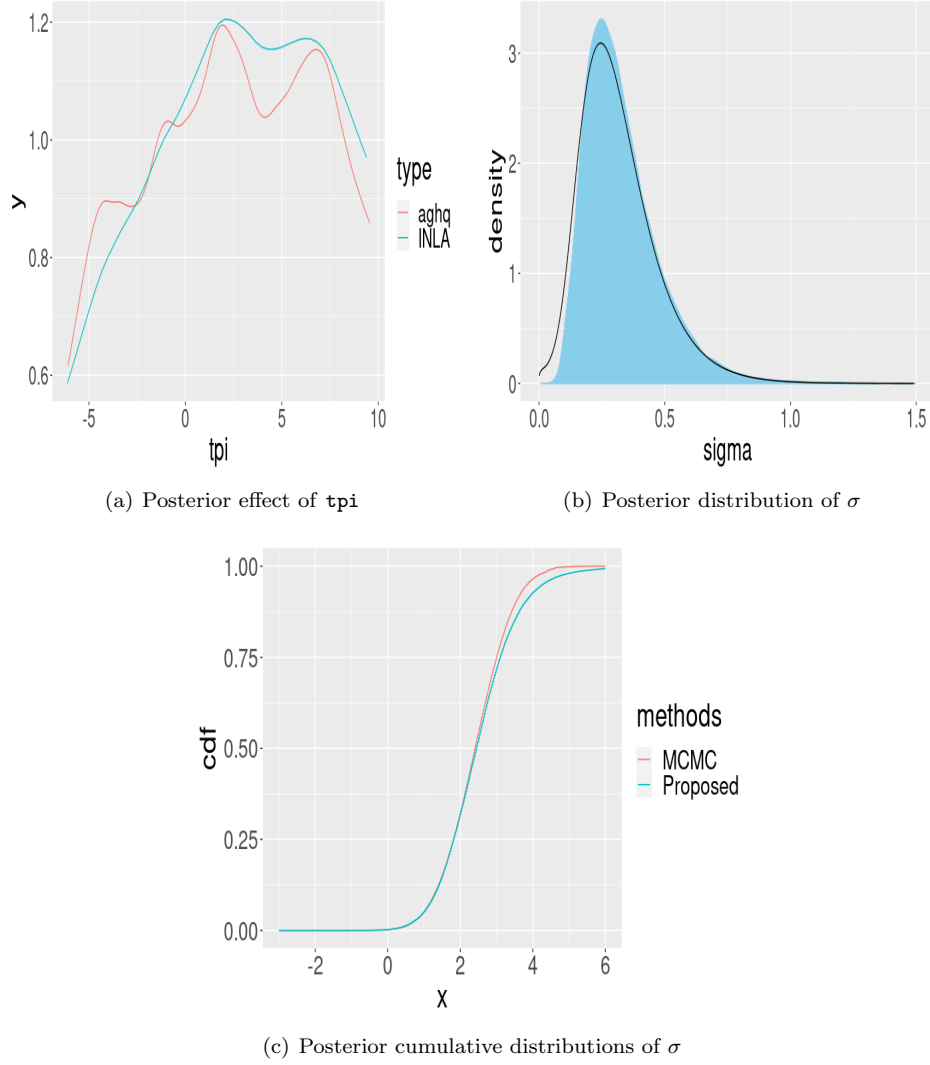 1.2
1.0
0.8
0.6
y
-5
0
5
10
tpi
type
aghq
INLA
(a) Posterior effect of tpi
3
2
1
0
density
0.0
0.5
1.0
1.5
sigma
(b) Posterior distribution of σ
1.00
0.75
0.50
0.25
0.00
cdf
-2
0
2
4
6
x
methods
MCMC
Proposed
(c) Posterior cumulative distributions of σ